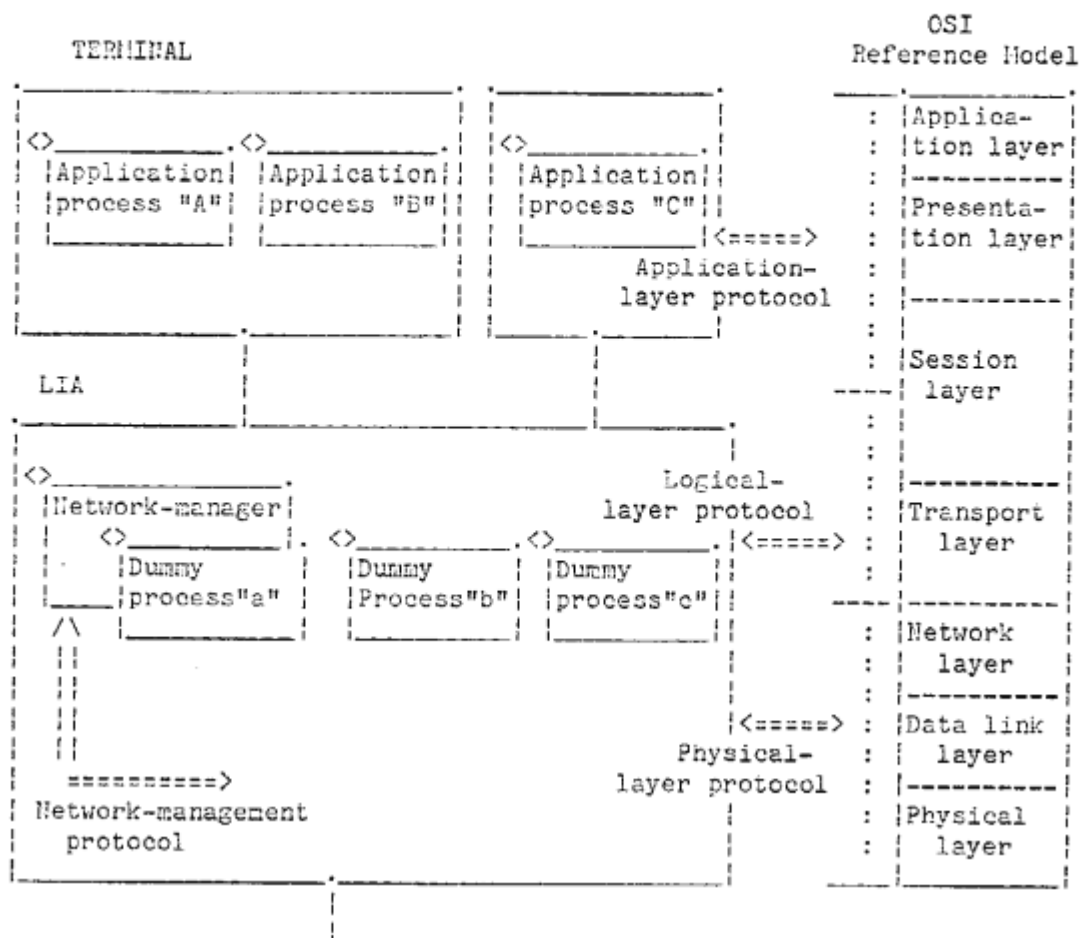 OSI
TERMINAL Reference Model
Applica-
tion layer
<> <> <>
Application Application Application
process "A" process "B" process "C"
Presenta-
<=====> tion layer
Application-
layer protocol
Session
LIA layer
<> Logical-
Network-manager layer protocol Transport
<> <> <> <=====> layer
Dummy Dummy Dummy
process"a" Process"b" process"c"
/\ Network
layer
<=====> Data link
Physical- layer
==========> layer protocol
Network-management Physical
protocol layer